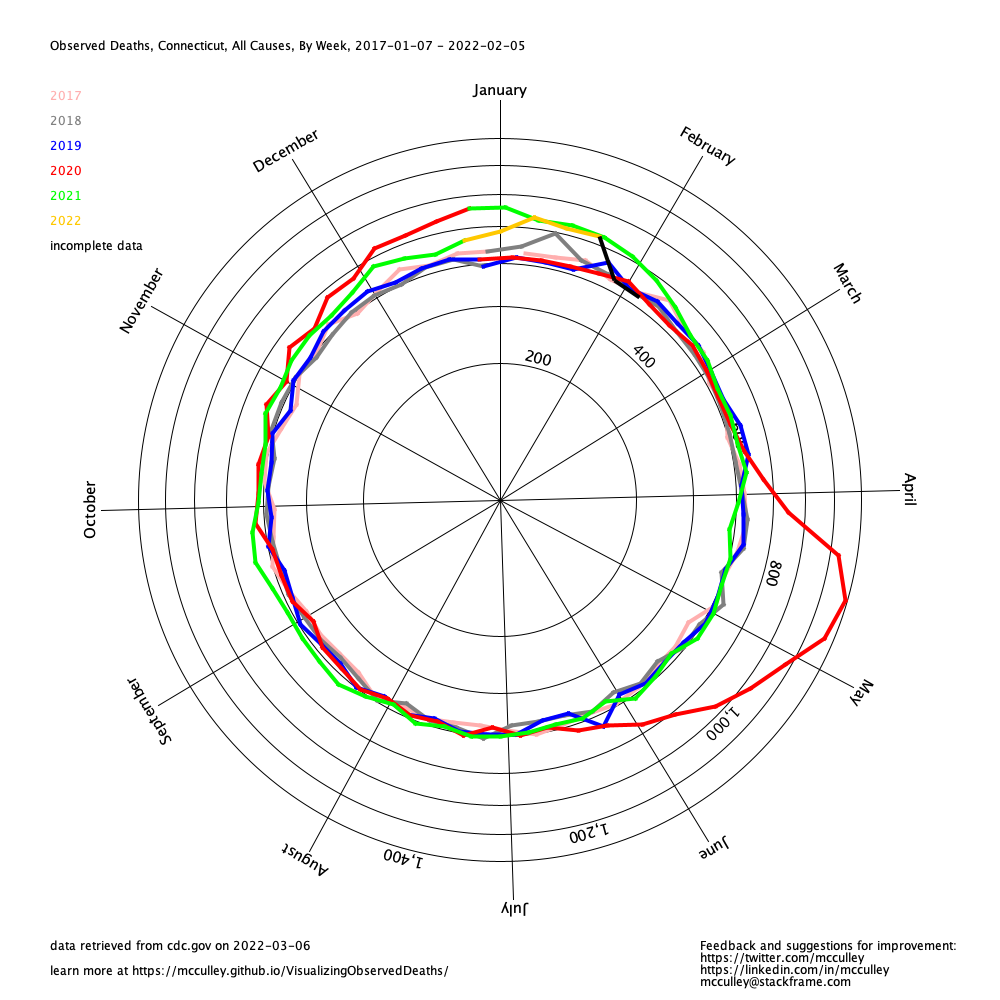 Observed Deaths, Connecticut, All Causes, By Week, 2017-01-07 - 2022-02-05
January
2017
2018
2019
2020
2021
2022
incomplete data
December
February
November
March
200
400
October
April
800
September
May
1,000
1,200
1,400
August
June
July
data retrieved from cdc.gov on 2022-03-06
learn more at https://mcculley.github.io/VisualizingObservedDeaths/
Feedback and suggestions for improvement:
https://twitter.com/mcculley
https://linkedin.com/in/mcculley
mcculley@stackframe.com